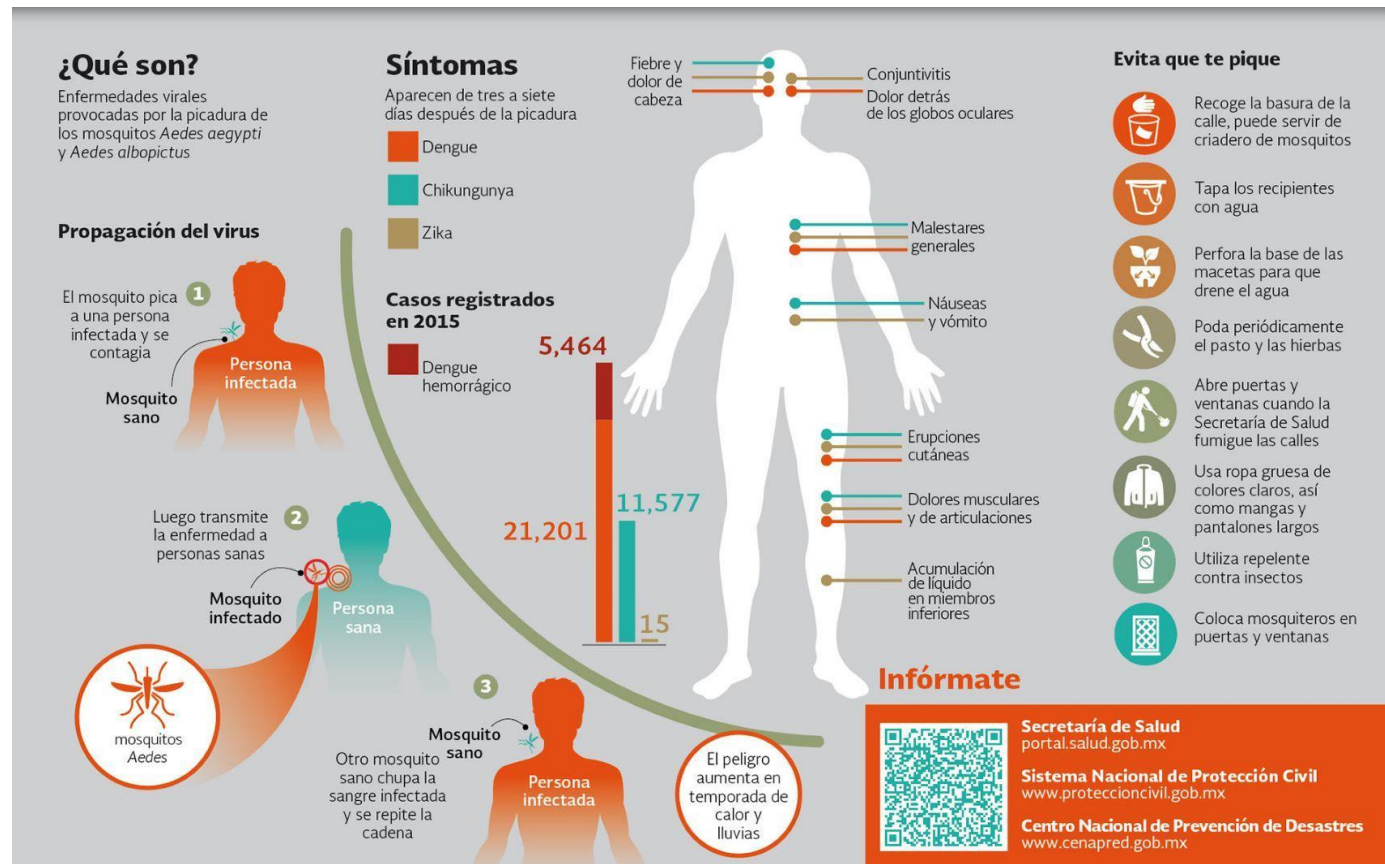 ¿Qué son?
Enfermedades virales
provocadas por la picadura de
los mosquitos Aedes aegypti
y Aedes albopictus
Propagación del virus
1
El mosquito pica
a una persona
infectada y se
contagia
Mosquito
sano
Persona
infectada
Luego transmite
la enfermedad a
personas sanas
2
Mosquito
infectado
Persona
sana
mosquitos
Aedes
3
Mosquito
sano
Otro mosquito
sano chupa la
sangre infectada
y se repite la
cadena
Persona
infectada
El peligro
aumenta en
temporada de
calor y
lluvias
Síntomas
Aparecen de tres a siete
días después de la picadura
Dengue
Chikungunya
Zika
Casos registrados
en 2015
Dengue
hemorrágico
5,464
21,201
11,577
15
Fiebre y
dolor de
cabeza
Conjuntivitis
Dolor detrás
de los globos oculares
Malestares
generales
Náuseas
y vómito
Erupciones
cutáneas
Dolores musculares
y de articulaciones
Acumulación
de líquido
en miembros
inferiores
Evita que te pique
Recoge la basura de la
calle, puede servir de
criadero de mosquitos
Tapa los recipientes
con agua
Perfora la base de las
macetas para que
drene el agua
Poda periódicamente
el pasto y las hierbas
Abre puertas y
ventanas cuando la
Secretaría de Salud
fumigue las calles
Usa ropa gruesa de
colores claros, así
como mangas y
pantalones largos
Utiliza repelente
contra insectos
Coloca mosquiteros en
puertas y ventanas
Infórmate
Secretaría de Salud
portal.salud.gob.mx
Sistema Nacional de Protección Civil
www.proteccioncivil.gob.mx
Centro Nacional de Prevención de Desastres
www.cenapred.gob.mx